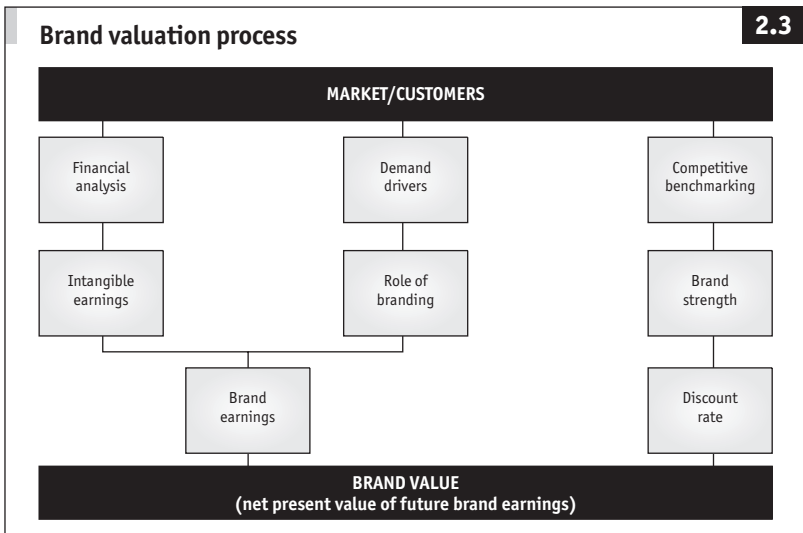 Brand valuation process
2.3
MARKET/CUSTOMERS
Financial
analysis
Demand
drivers
Competitive
benchmarking
Intangible
earnings
Role of
branding
Brand
strength
Brand
earnings
Discount
rate
BRAND VALUE
(net present value of future brand earnings)